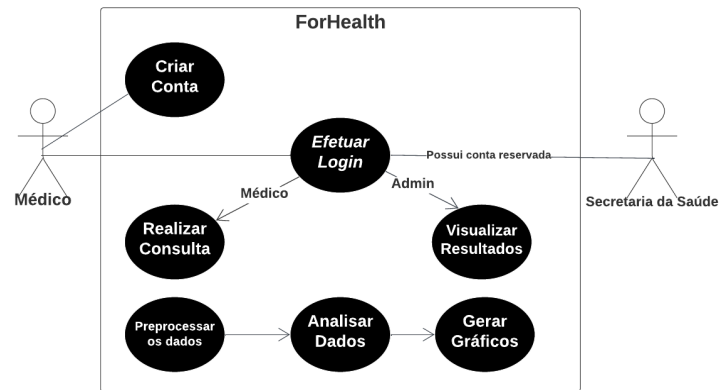 ForHealth
Criar
Conta
Efetuar
Login
Possui conta reservada
Médico
Admin
Médico
Secretaria da Saúde
Realizar
Consulta
Visualizar
Resultados
Preprocessar
os dados
Analisar
Dados
Gerar
Gráficos